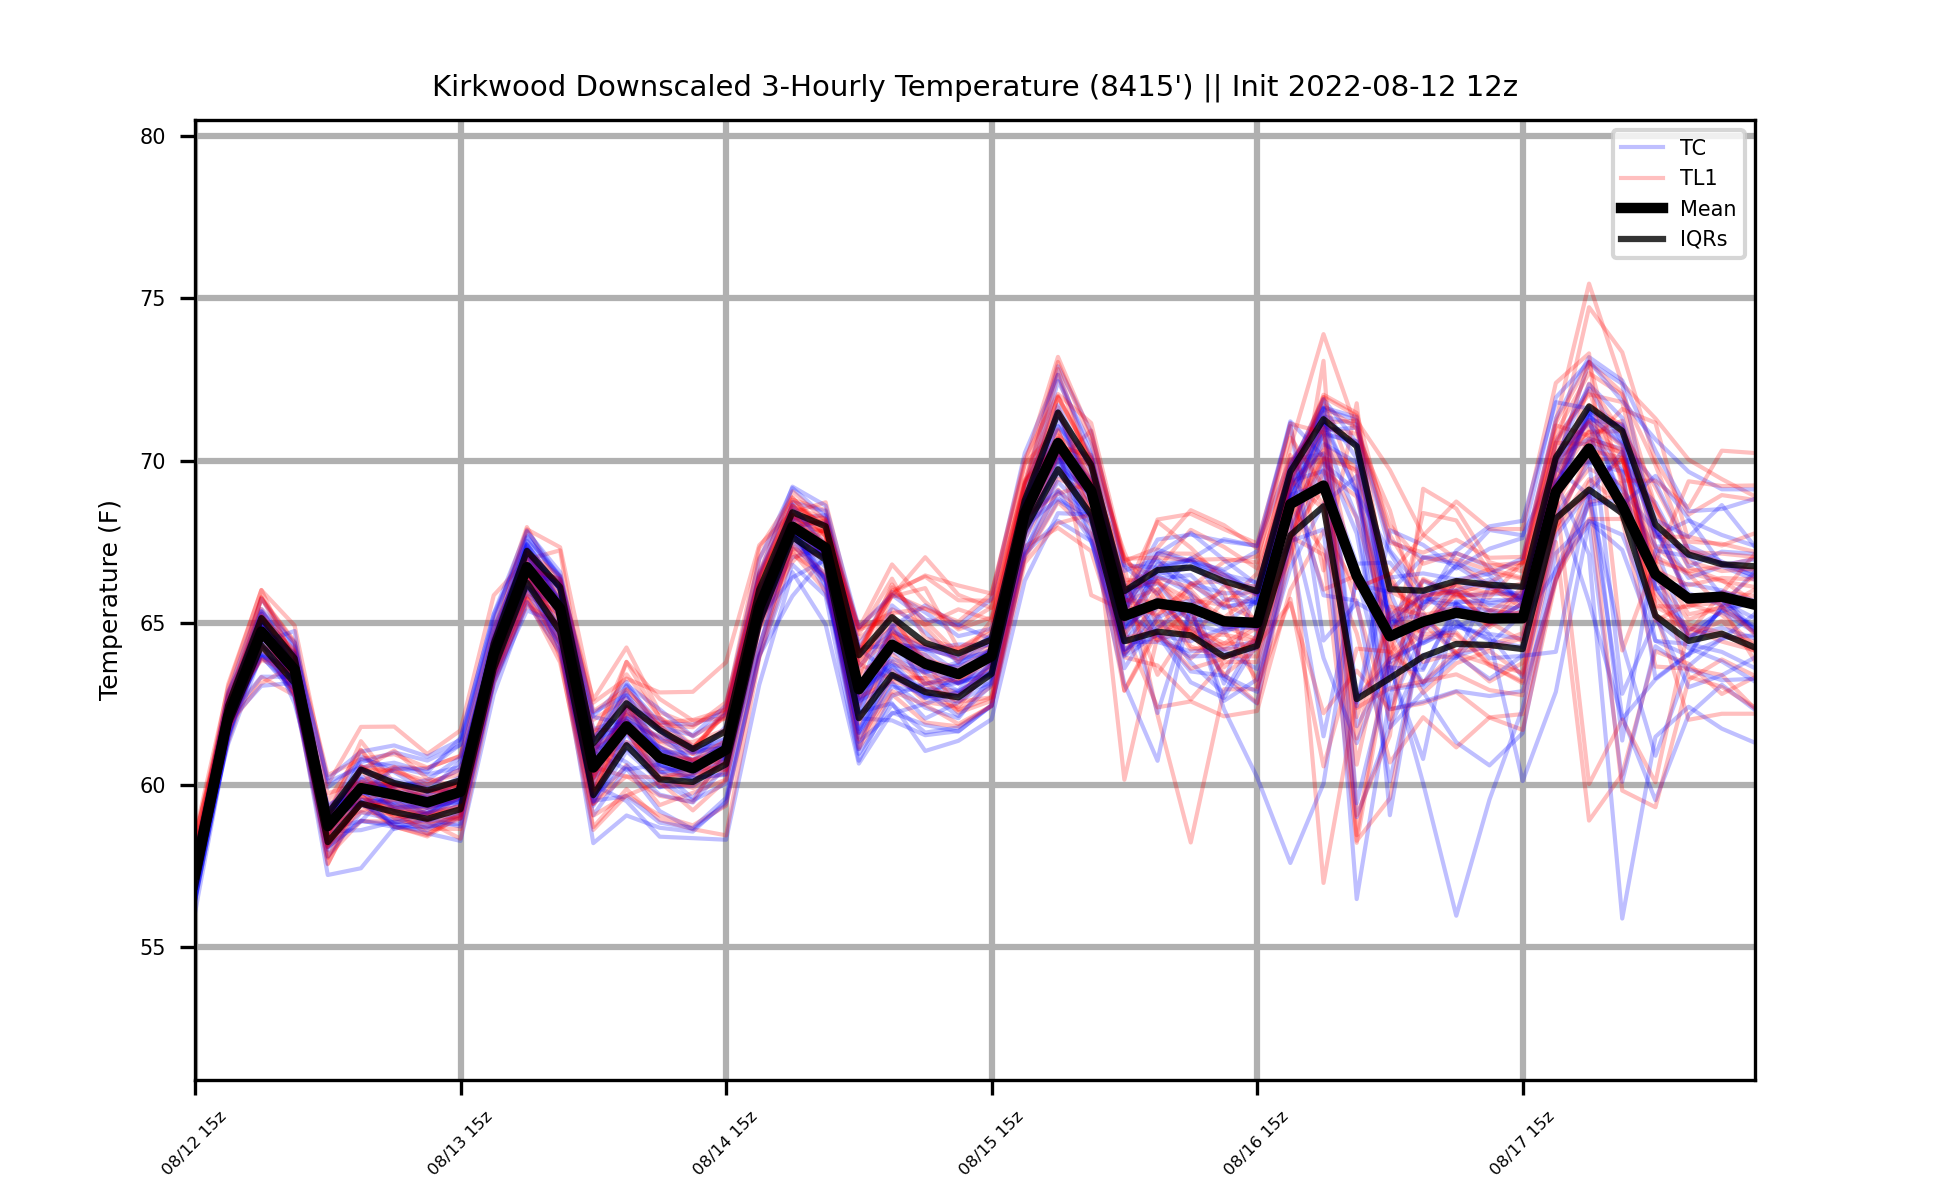 Kirkwood Downscaled 3-Hourly Temperature (8415') || Init 2022-08-12 12z
TC
TL1
Mean
IQRs
Temperature (F)
80
75
70
65
60
55
08/12 15z
08/13 15z
08/14 15z
08/15 15z
08/16 15z
08/17 15z